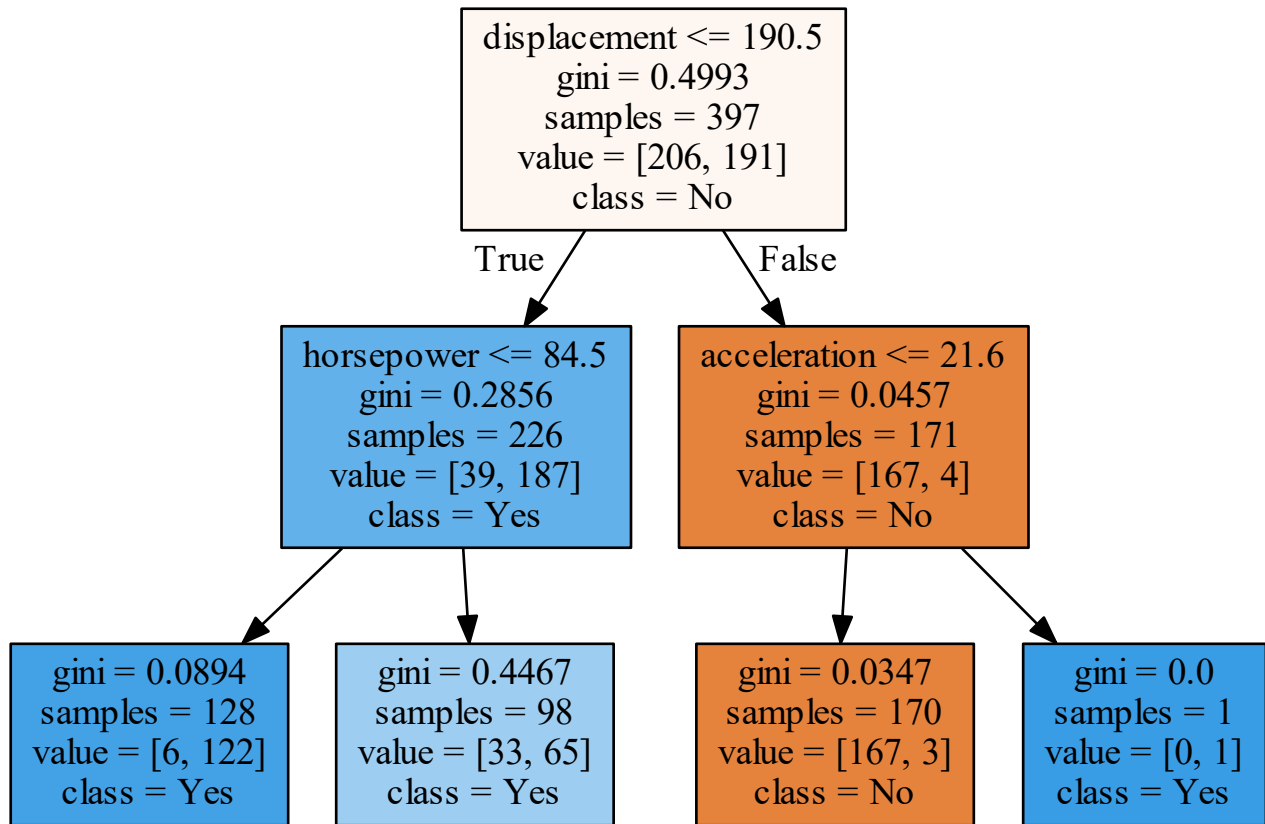 displacement <= 190.5
gini = 0.4993
samples = 397
value = [206, 191]
class = No
True
False
horsepower <= 84.5
gini = 0.2856
samples = 226
value = [39, 187]
class = Yes
acceleration <= 21.6
gini = 0.0457
samples = 171
value = [167, 4]
class = No
gini = 0.0894
samples = 128
value = [6, 122]
class = Yes
gini = 0.4467
samples = 98
value = [33, 65]
class = Yes
gini = 0.0347
samples = 170
value = [167, 3]
class = No
gini = 0.0
samples = 1
value = [0, 1]
class = Yes